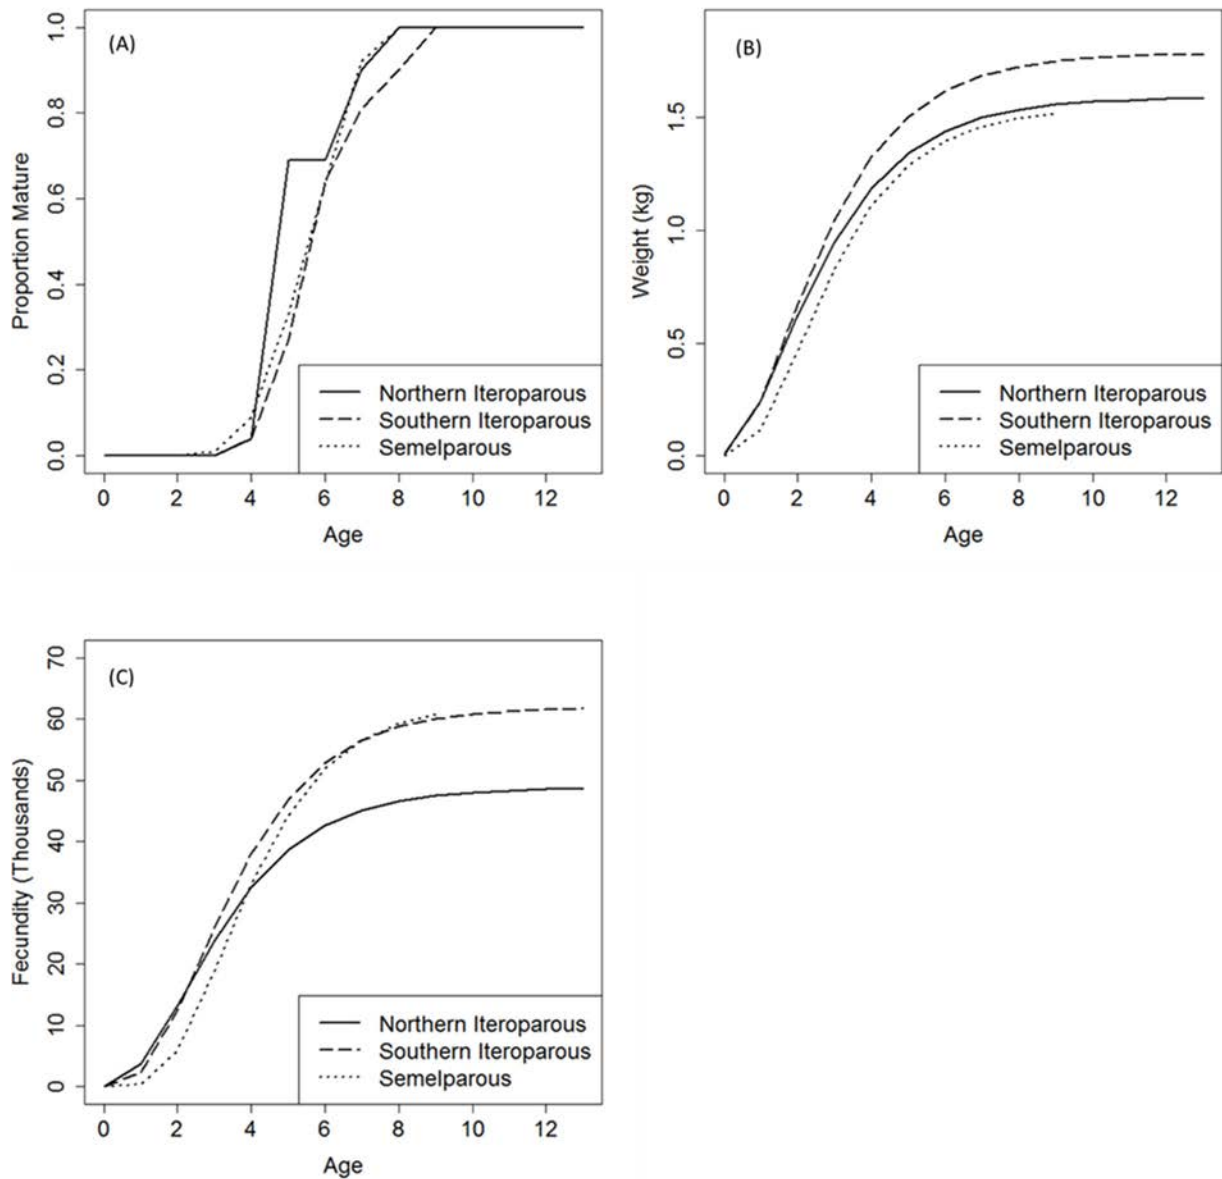 (A)
Proportion Mature
1.0
0.8
0.6
0.4
0.2
0.0
Northern Iteroparous
Southern Iteroparous
Semelparous
0 2 4 6 8 10 12
Age
(B)
Weight (kg)
1.5
1.0
0.5
0.0
Northern Iteroparous
Southern Iteroparous
Semelparous
0 2 4 6 8 10 12
Age
(C)
Fecundity (Thousands)
70
60
50
40
30
20
10
0
Northern Iteroparous
Southern Iteroparous
Semelparous
0 2 4 6 8 10 12
Age